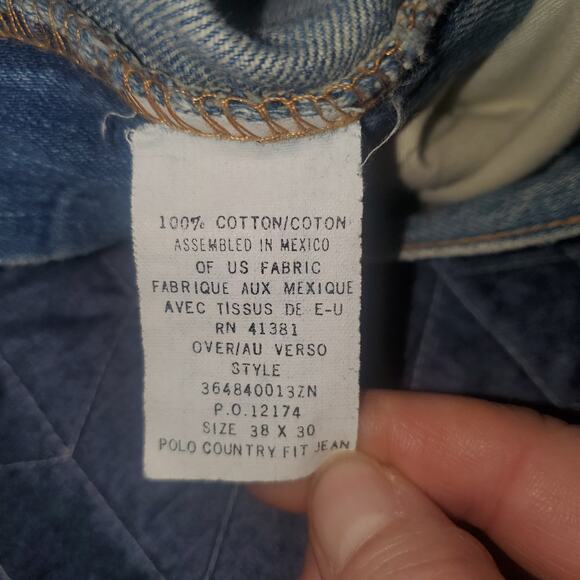 100% COTTON/COTON
ASSEMBLED IN MEXICO
OF US FABRIC
FABRIQUE AUX MEXIQUE
AVEC TISSUS DE E-U
RN 41381
OVER/AU VERSO
STYLE
364840013ZN
P.O.12174
SIZE 38 X 30
POLO COUNTRY FIT JEAN